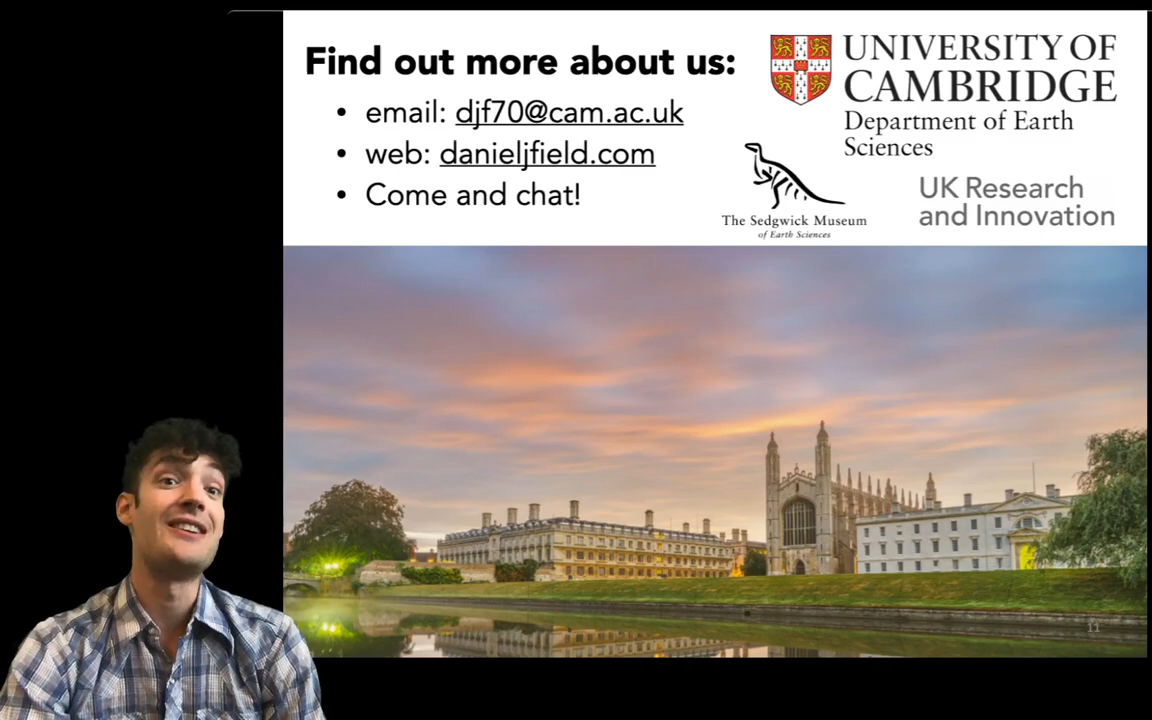 Find out more about us:
• email: djf70@cam.ac.uk
• web: danieljfield.com
• Come and chat!
UNIVERSITY OF
CAMBRIDGE
Department of Earth
Sciences
The Sedgwick Museum
of Earth Sciences
UK Research
and Innovation
11